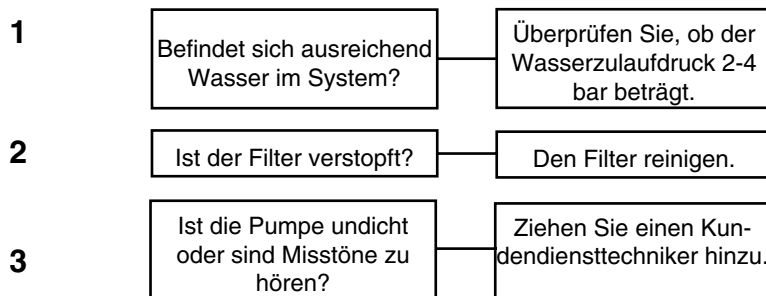 1
Befindet sich ausreichend
Wasser im System?
Überprüfen Sie, ob der
Wasserzulaufdruck 2-4
bar beträgt.
2
Ist der Filter verstopft?
Den Filter reinigen.
3
Ist die Pumpe undicht
oder sind Misstöne zu
hören?
Ziehen Sie einen Kun-
dendiensttechniker hinzu.